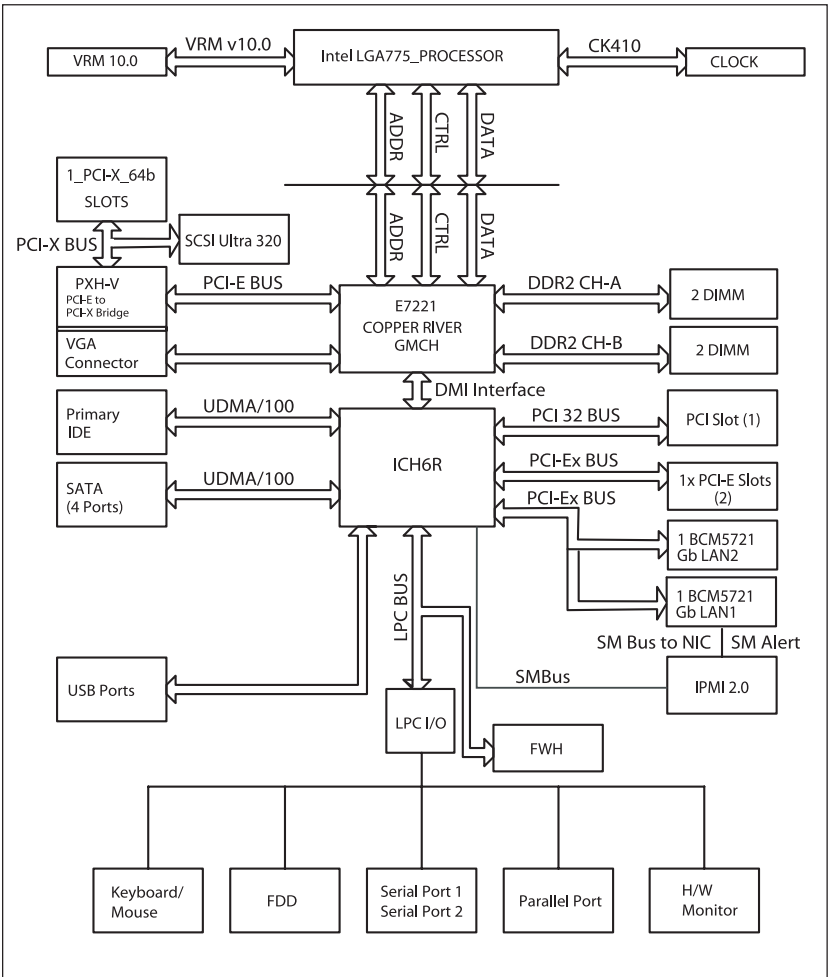 VRM 10.0
VRM v10.0
Intel LGA775_PROCESSOR
CK410
CLOCK
ADDR
CTRL
DATA
ADDR
CTRL
DATA
1_PCI-X_64b
SLOTS
PCI-X BUS
SCSI Ultra 320
PXH-V
PCI-E to
PCI-X Bridge
PCI-E BUS
VGA
Connector
E7221
COPPER RIVER
GMCH
DDR2 CH-A
2 DIMM
DDR2 CH-B
2 DIMM
DMI Interface
Primary
IDE
UDMA/100
SATA
(4 Ports)
UDMA/100
ICH6R
PCI 32 BUS
PCI Slot (1)
PCI-Ex BUS
1x PCI-E Slots
(2)
PCI-Ex BUS
1 BCM5721
Gb LAN2
1 BCM5721
Gb LAN1
LPC BUS
SM Bus to NIC
SM Alert
USB Ports
SMBus
IPMI 2.0
LPC I/O
FWH
Keyboard/
Mouse
FDD
Serial Port 1
Serial Port 2
Parallel Port
H/W
Monitor